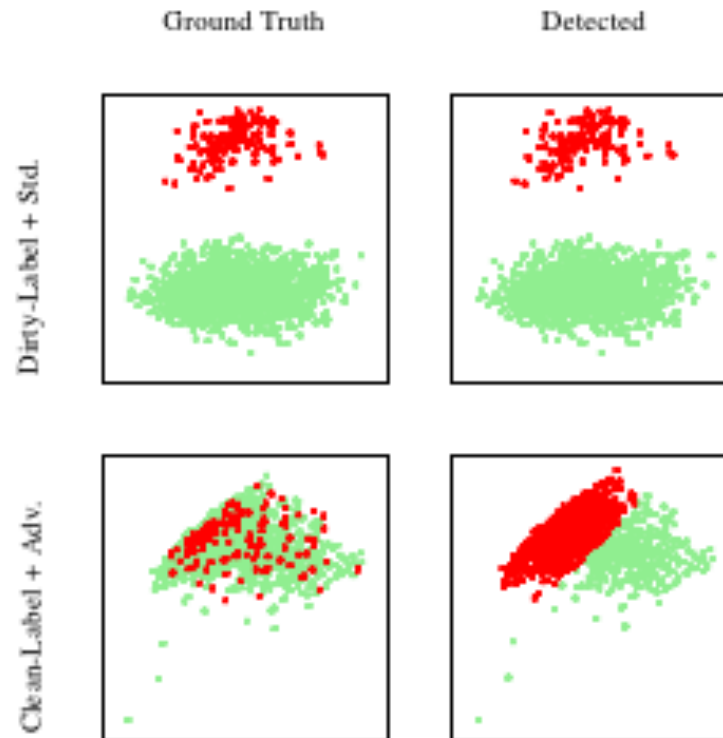 Ground Truth
Detected
Dirty-Label + Std.
Clean-Label + Adv.